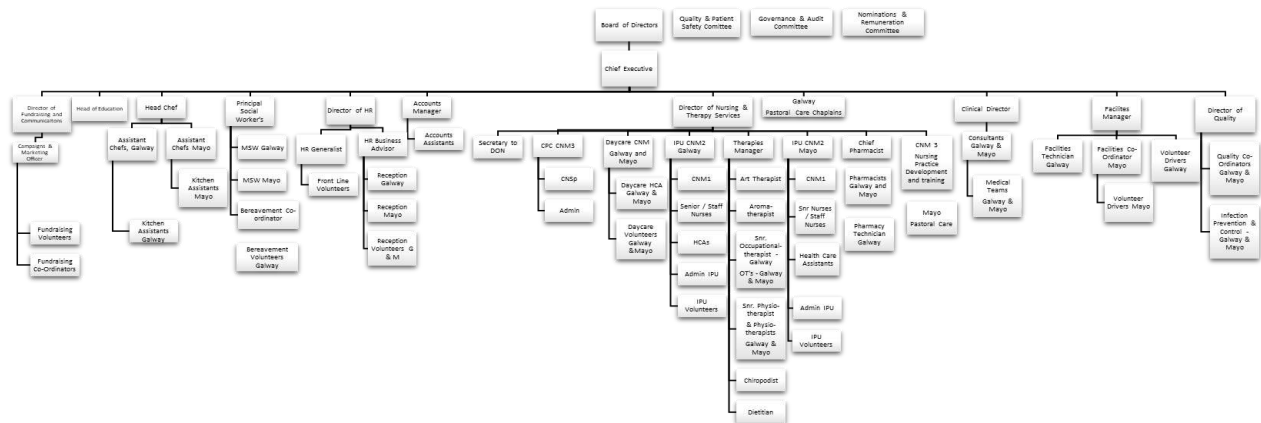 Board of Directors
Quality & Patient
Safety Comittee
Governance & Audit
Committee
Nominations &
Remuneration
Committee
Chief Executive
Director of
Fundraising and
Communicaitons
Head of Education
Head Chef
Principal
Social
Worker's
Director of HR
Accounts
Manager
Director of Nursing &
Therapy Services
Galway
Pastoral Care Chaplains
Clinical Director
Facilites
Manager
Director of
Quality
Campaigns &
Marketing
Officer
Fundraising
Volunteers
Fundraising
Co-Ordinators
Assistant
Chefs, Galway
Kitchen
Assistants
Galway
Assistant
Chefs Mayo
Kitchen
Assistants
Mayo
MSW Galway
MSW Mayo
Bereavement Co-
ordinator
Bereavement
Volunteers
Galway
HR Generalist
Front Line
Volunteers
HR Business
Advisor
Reception
Galway
Reception
Mayo
Reception
Volunteers G
& M
Accounts
Assistants
Secretary to
DON
CPC CNM3
CNSp
Admin
Daycare CNM
Galway and Mayo
Daycare HCA
Galway &
Mayo
Daycare
Volunteers
Galway
&Mayo
IPU CNM2
Galway
CNM1
Senior / Staff
Nurses
HCAs
Admin IPU
IPU
Volunteers
Therapies
Manager
Art Therapist
Aroma-
therapist
Snr.
Occupational-
therapist -
Galway
OT's - Galway
& Mayo
Snr. Physio-
therapist
& Physio-
therapists
Galway &
Mayo
Chiropodist
Dietitian
IPU CNM2
Mayo
CNM1
Snr Nurses /
Staff
Nurses
Health Care
Assistants
Admin IPU
IPU
Volunteers
Chief
Pharmacist
Pharmacists
Galway and
Mayo
Pharmacy
Technician
Galway
CNM 3
Nursing
Practice
Development
and training
Mayo
Pastoral Care
Consultants
Galway &
Mayo
Medical
Teams
Galway &
Mayo
Facilities
Technician
Galway
Facilities Co-
Ordinator
Mayo
Volunteer
Drivers Mayo
Volunteer
Drivers
Galway
Quality Co-
Ordinators
Galway &
Mayo
Infection
Prevention &
Control -
Galway &
Mayo